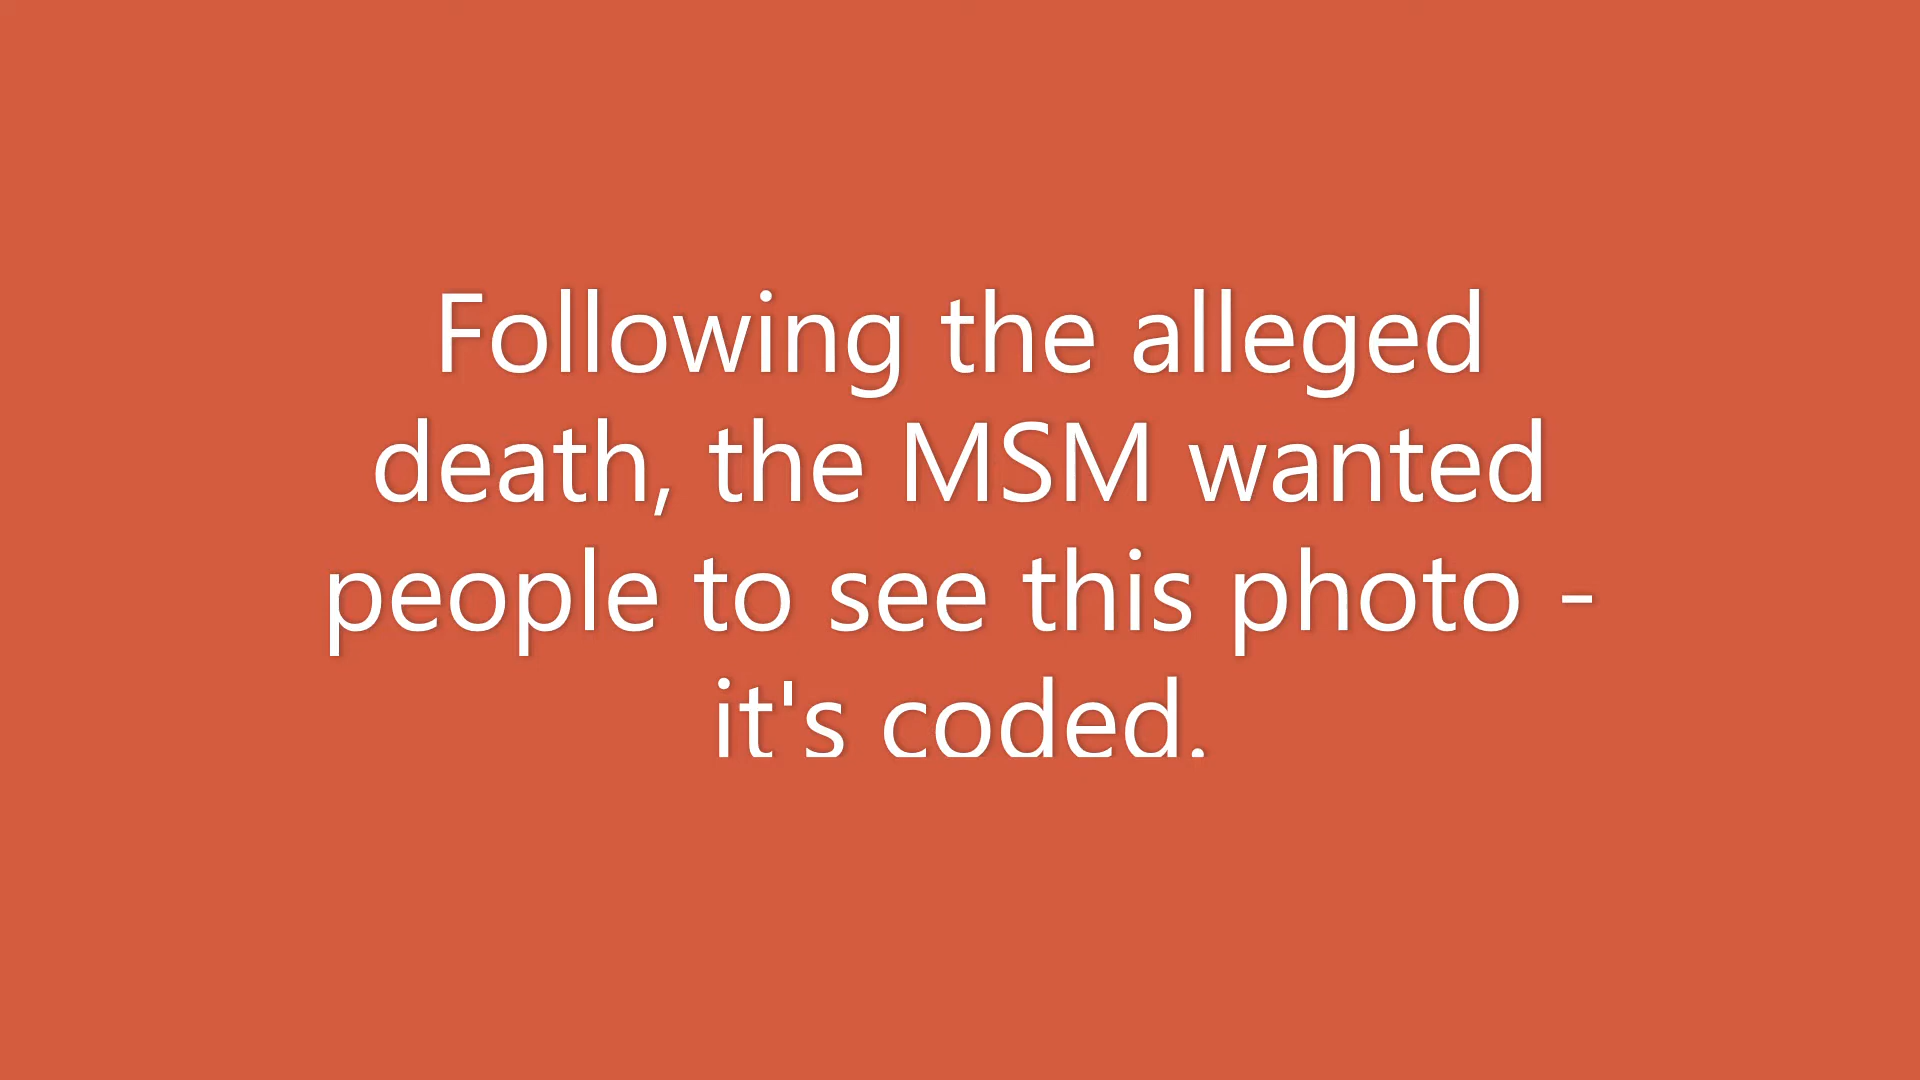 Following the alleged
death, the MSM wanted
people to see this photo -
it's coded.